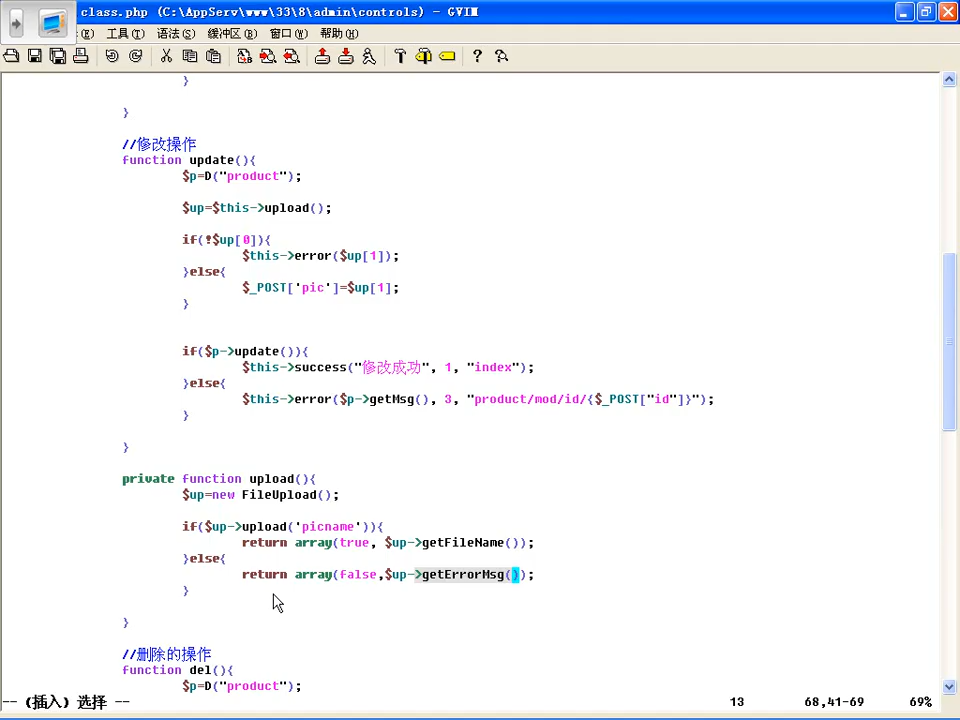 class.php (C:\AppServ\www\33\8\admin\controls) - GVIM
(E) 工具(T) 语法(S) 缓冲区(B) 窗口(W) 帮助(H)
}
}
//修改操作
function update(){
$p=D("product");
$up=$this->upload();
if(!$up[0]){
$this->error($up[1]);
}else{
$_POST['pic']=$up[1];
}
if($p->update()){
$this->success("修改成功", 1, "index");
}else{
$this->error($p->getMsg(), 3, "product/mod/id/{$_POST["id"]}");
}
}
private function upload(){
$up=new FileUpload();
if($up->upload('picname')){
return array(true, $up->getFileName());
}else{
return array(false,$up->getErrorMsg());
}
}
//删除的操作
function del(){
$p=D("product");
-- (插入) 选择 -- 13 68,41-69 69%